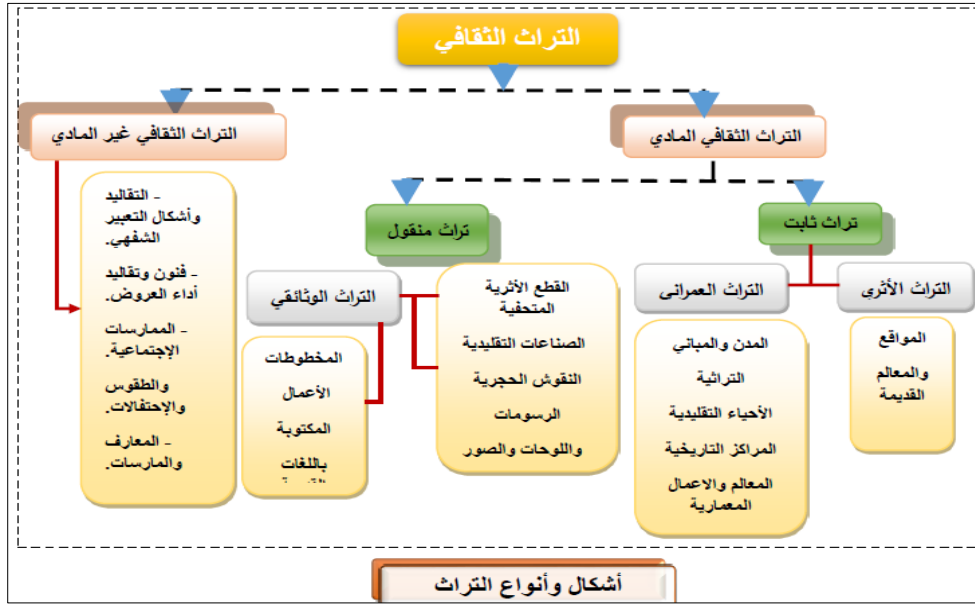 التراث الثقافي
التراث الثقافي المادي
التراث الثقافي غير المادي
تراث ثابت
تراث منقول
التراث الأثرى
المواقع
والمعالم
القديمة
التراث العمرانى
المدن والمباني
التراثية
الأحياء التقليدية
المراكز التاريخية
المعالم والاعمال
المعمارية
القطع الأثرية
المتحفية
الصناعات التقليدية
النقوش الحجرية
الرسومات
واللوحات والصور
التراث الوثائقي
المخطوطات
الأعمال
المكتوبة
باللغات
- التقاليد
وأشكال التعبير
الشفهي.
- فنون وتقاليد
أداء العروض.
- الممارسات
الإجتماعية.
والطقوس
والإحتفالات.
- المعارف
والمارسات.
أشكال وأنواع التراث